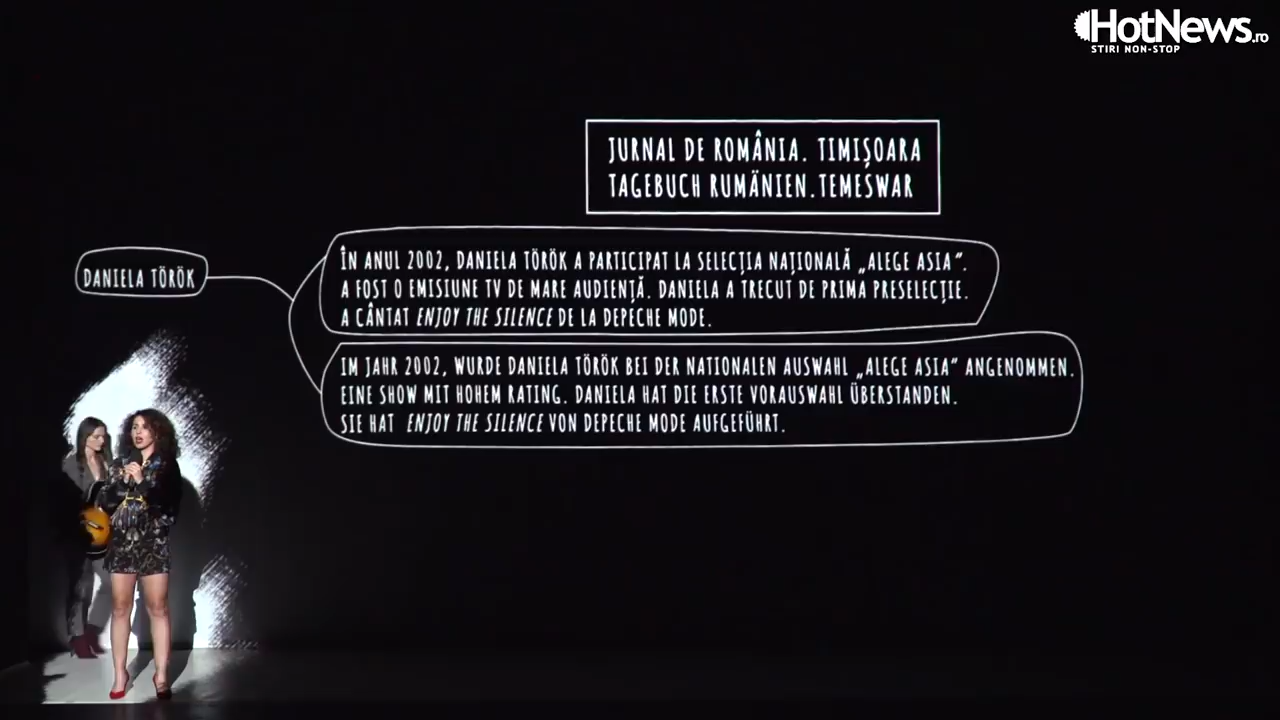 HotNews.ro
STIRI NON-STOP
JURNAL DE ROMÂNIA. TIMIȘOARA
TAGEBUCH RUMÄNIEN.TEMESWAR
DANIELA TÖRÖK
ÎN ANUL 2002, DANIELA TÖRÖK A PARTICIPAT LA SELECȚIA NAȚIONALĂ „ALEGE ASIA”.
A FOST O EMISIUNE TV DE MARE AUDIENȚĂ. DANIELA A TRECUT DE PRIMA PRESELECȚIE.
A CÂNTAT ENJOY THE SILENCE DE LA DEPECHE MODE.
IM JAHR 2002, WURDE DANIELA TÖRÖK BEI DER NATIONALEN AUSWAHL „ALEGE ASIA” ANGENOMMEN.
EINE SHOW MIT HOHEM RATING. DANIELA HAT DIE ERSTE VORAUSWAHL ÜBERSTANDEN.
SIE HAT ENJOY THE SILENCE VON DEPECHE MODE AUFGEFÜHRT.